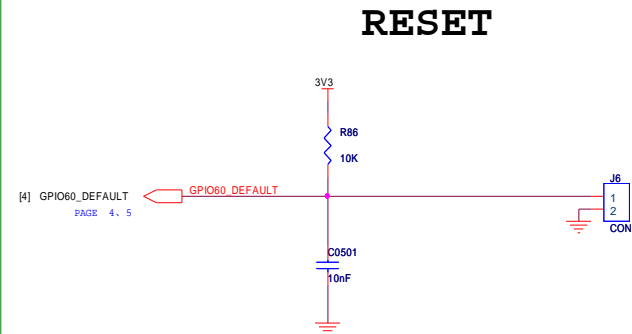 RESET
3V3
R86
10K
[4] GPIO60_DEFAULT
GPIO60_DEFAULT
PAGE 4、5
J6
1
2
CON
C0501
10nF